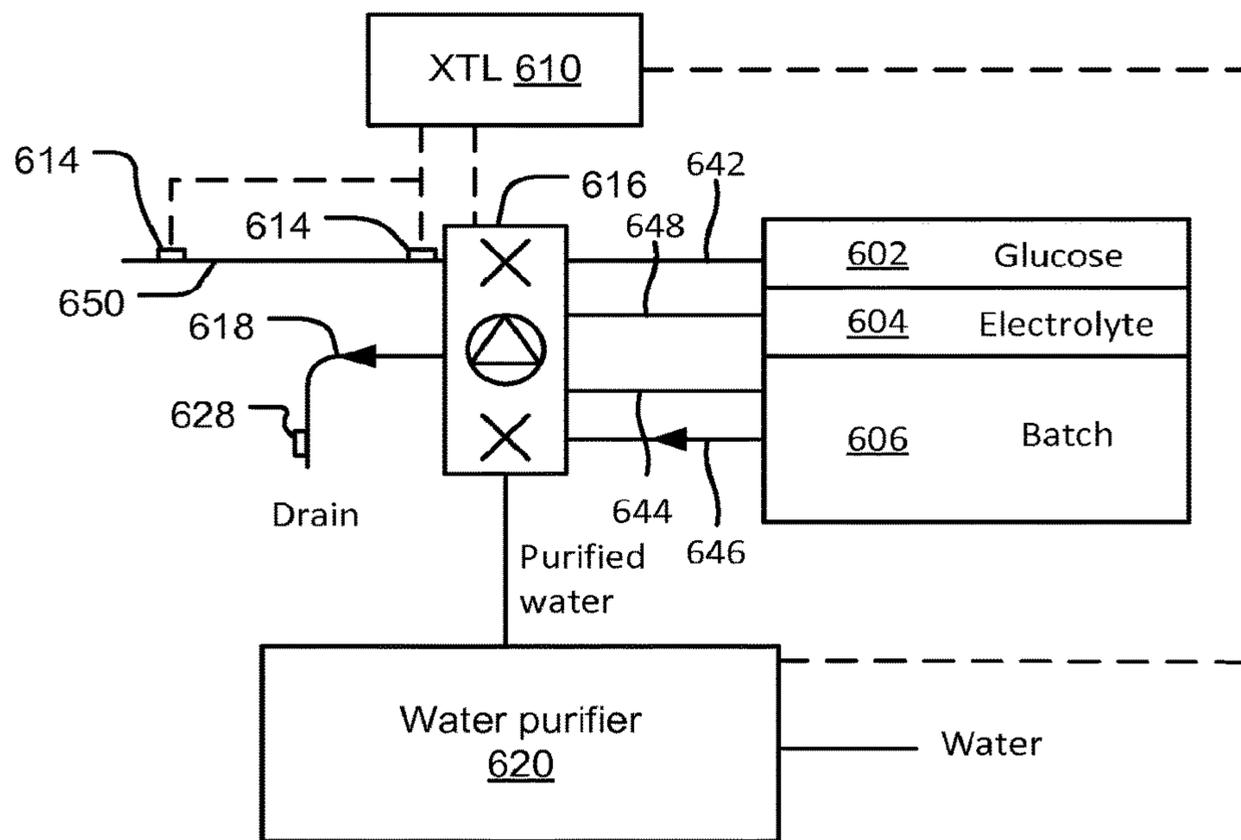 XTL 610
614
616
642
614
648
602 Glucose
650
604 Electrolyte
618
628
606 Batch
644
Drain
646
Purified
water
Water purifier
620
Water